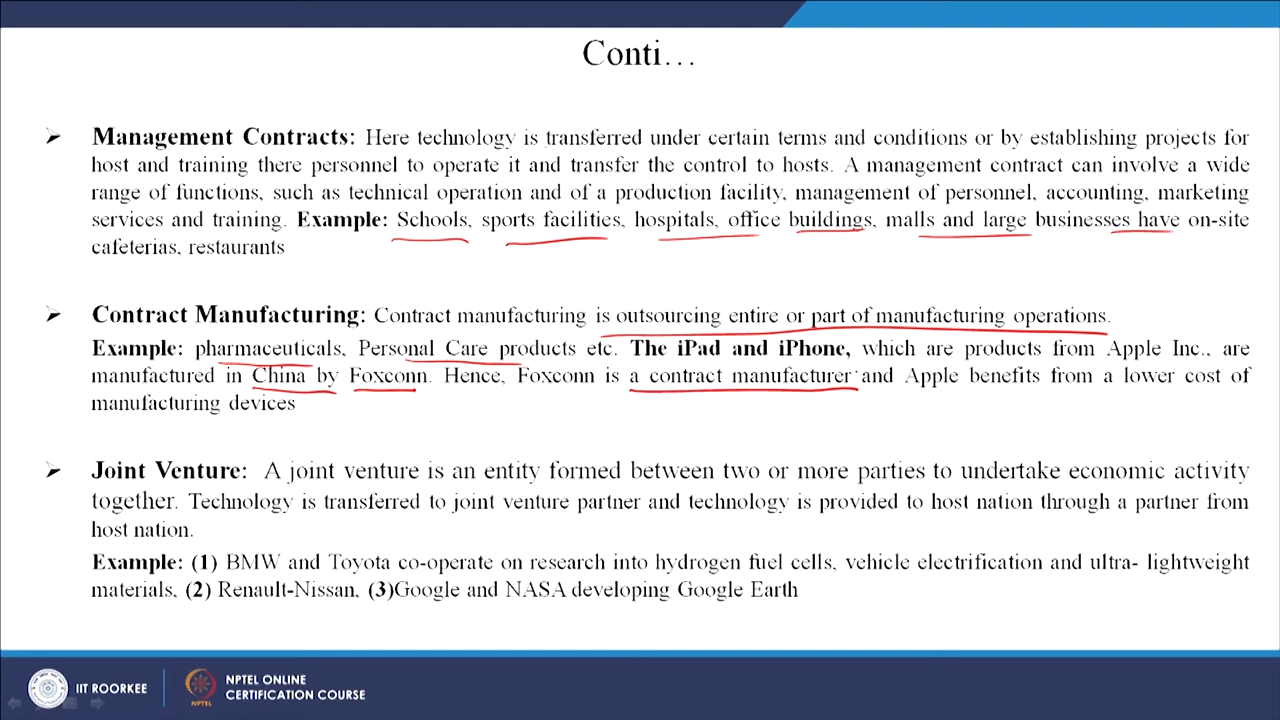 Conti…
➢ Management Contracts: Here technology is transferred under certain terms and conditions or by establishing projects for
host and training there personnel to operate it and transfer the control to hosts. A management contract can involve a wide
range of functions, such as technical operation and of a production facility, management of personnel, accounting, marketing
services and training. Example: Schools, sports facilities, hospitals, office buildings, malls and large businesses have on-site
cafeterias, restaurants
➢ Contract Manufacturing: Contract manufacturing is outsourcing entire or part of manufacturing operations.
Example: pharmaceuticals, Personal Care products etc. The iPad and iPhone, which are products from Apple Inc., are
manufactured in China by Foxconn. Hence, Foxconn is a contract manufacturer and Apple benefits from a lower cost of
manufacturing devices
➢ Joint Venture: A joint venture is an entity formed between two or more parties to undertake economic activity
together. Technology is transferred to joint venture partner and technology is provided to host nation through a partner from
host nation.
Example: (1) BMW and Toyota co-operate on research into hydrogen fuel cells, vehicle electrification and ultra- lightweight
materials, (2) Renault-Nissan, (3)Google and NASA developing Google Earth
IIT ROORKEE
NPTEL
NPTEL ONLINE
CERTIFICATION COURSE